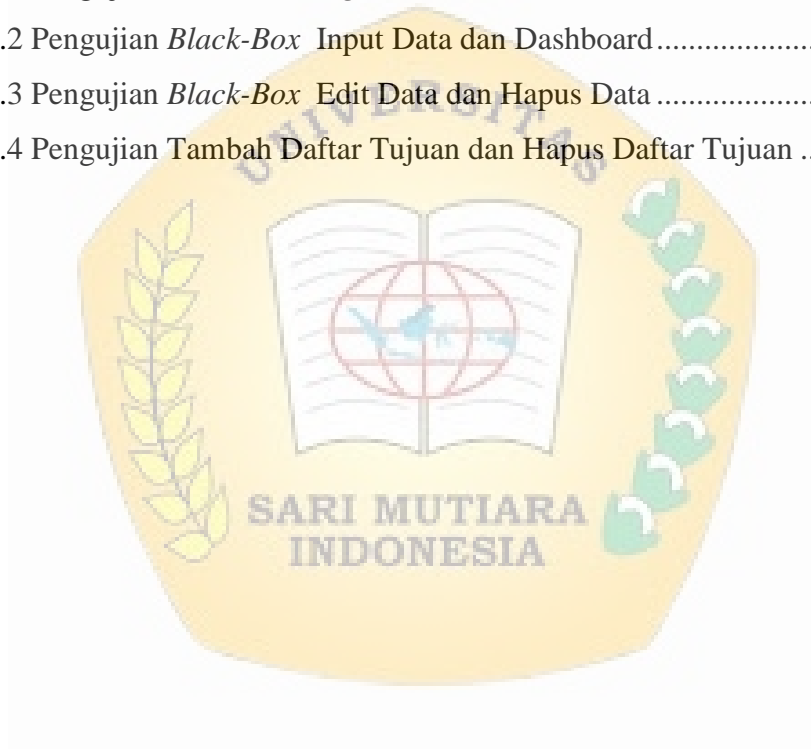 .2 Pengujian Black-Box Input Data dan Dashboard....................
.3 Pengujian Black-Box Edit Data dan Hapus Data....................
.4 Pengujian Tambah Daftar Tujuan dan Hapus Daftar Tujuan ..
UNIVERSITAS
SARI MUTIARA
INDONESIA